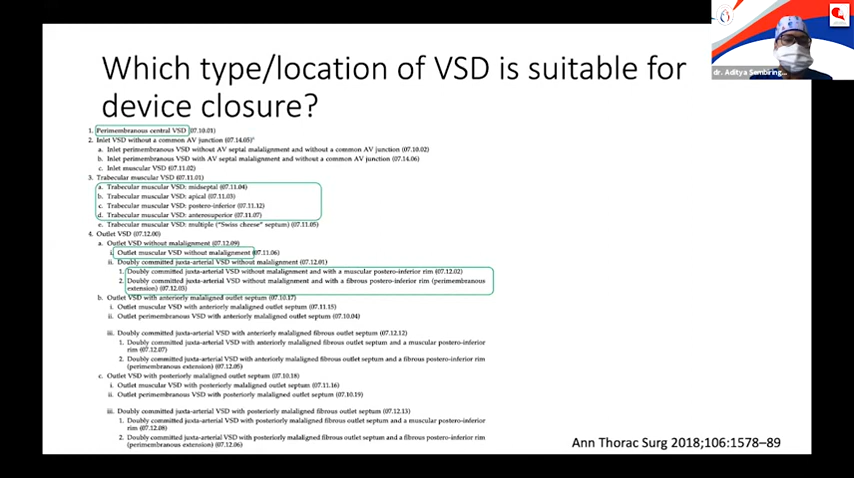 dr. Aditya Sembiring...
Which type/location of VSD is suitable for
device closure?
1. Perimembranous central VSD (07.10.01)
2. Inlet VSD without a common AV junction (07.14.05)*
a. Inlet perimembranous VSD without AV septal malalignment and without a common AV junction (07.10.02)
b. Inlet perimembranous VSD with AV septal malalignment and without a common AV junction (07.14.06)
c. Inlet muscular VSD (07.11.02)
3. Trabecular muscular VSD (07.11.01)
a. Trabecular muscular VSD: midseptal (07.11.04)
b. Trabecular muscular VSD: apical (07.11.03)
c. Trabecular muscular VSD: postero-inferior (07.11.12)
d. Trabecular muscular VSD: anterosuperior (07.11.07)
e. Trabecular muscular VSD: multiple ("Swiss cheese" septum) (07.11.05)
4. Outlet VSD (07.12.00)
a. Outlet VSD without malalignment (07.12.09)
i. Outlet muscular VSD without malalignment (07.11.06)
ii. Doubly committed juxta-arterial VSD without malalignment (07.12.01)
1. Doubly committed juxta-arterial VSD without malalignment and with a muscular postero-inferior rim (07.12.02)
2. Doubly committed juxta-arterial VSD without malalignment and with a fibrous postero-inferior rim (perimembranous
extension) (07.12.03)
b. Outlet VSD with anteriorly malaligned outlet septum (07.10.17)
i. Outlet muscular VSD with anteriorly malaligned outlet septum (07.11.15)
ii. Outlet perimembranous VSD with anteriorly malaligned outlet septum (07.10.04)
iii. Doubly committed juxta-arterial VSD with anteriorly malaligned fibrous outlet septum (07.12.12)
1. Doubly committed juxta-arterial VSD with anteriorly malaligned fibrous outlet septum and a muscular postero-inferior
rim (07.12.07)
2. Doubly committed juxta-arterial VSD with anteriorly malaligned fibrous outlet septum and a fibrous postero-inferior rim
(perimembranous extension) (07.12.05)
c. Outlet VSD with posteriorly malaligned outlet septum (07.10.18)
i. Outlet muscular VSD with posteriorly malaligned outlet septum (07.11.16)
ii. Outlet perimembranous VSD with posteriorly malaligned outlet septum (07.10.19)
iii. Doubly committed juxta-arterial VSD with posteriorly malaligned fibrous outlet septum (07.12.13)
1. Doubly committed juxta-arterial VSD with posteriorly malaligned fibrous outlet septum and a muscular postero-inferior
rim (07.12.08)
2. Doubly committed juxta-arterial VSD with posteriorly malaligned fibrous outlet septum and a fibrous postero-inferior rim
(perimembranous extension) (07.12.06)
Ann Thorac Surg 2018;106:1578–89